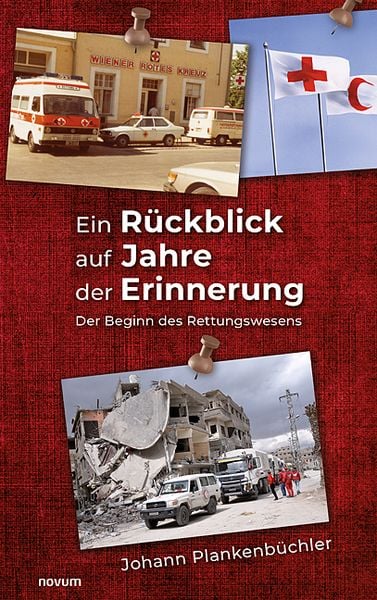 WIENER ROTES KREUZ
Ein Rückblick
auf Jahre
der Erinnerung
Der Beginn des Rettungswesens
Johann Plankenbüchler
novum